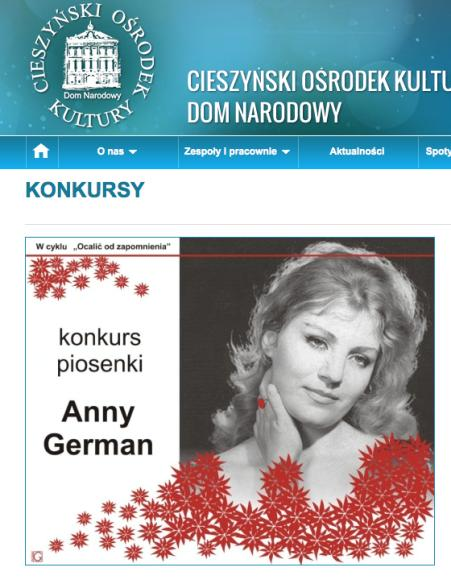 CIESZYŃSKI OŚRODEK
Dom Narodowy
KULTURY
CIESZYŃSKI OŚRODEK KULTU
DOM NARODOWY
O nas
Zespoły i pracownie
Aktualności
Spoty
KONKURSY
W cyklu „Ocalić od zapomnienia”
konkurs
piosenki
Anny
German